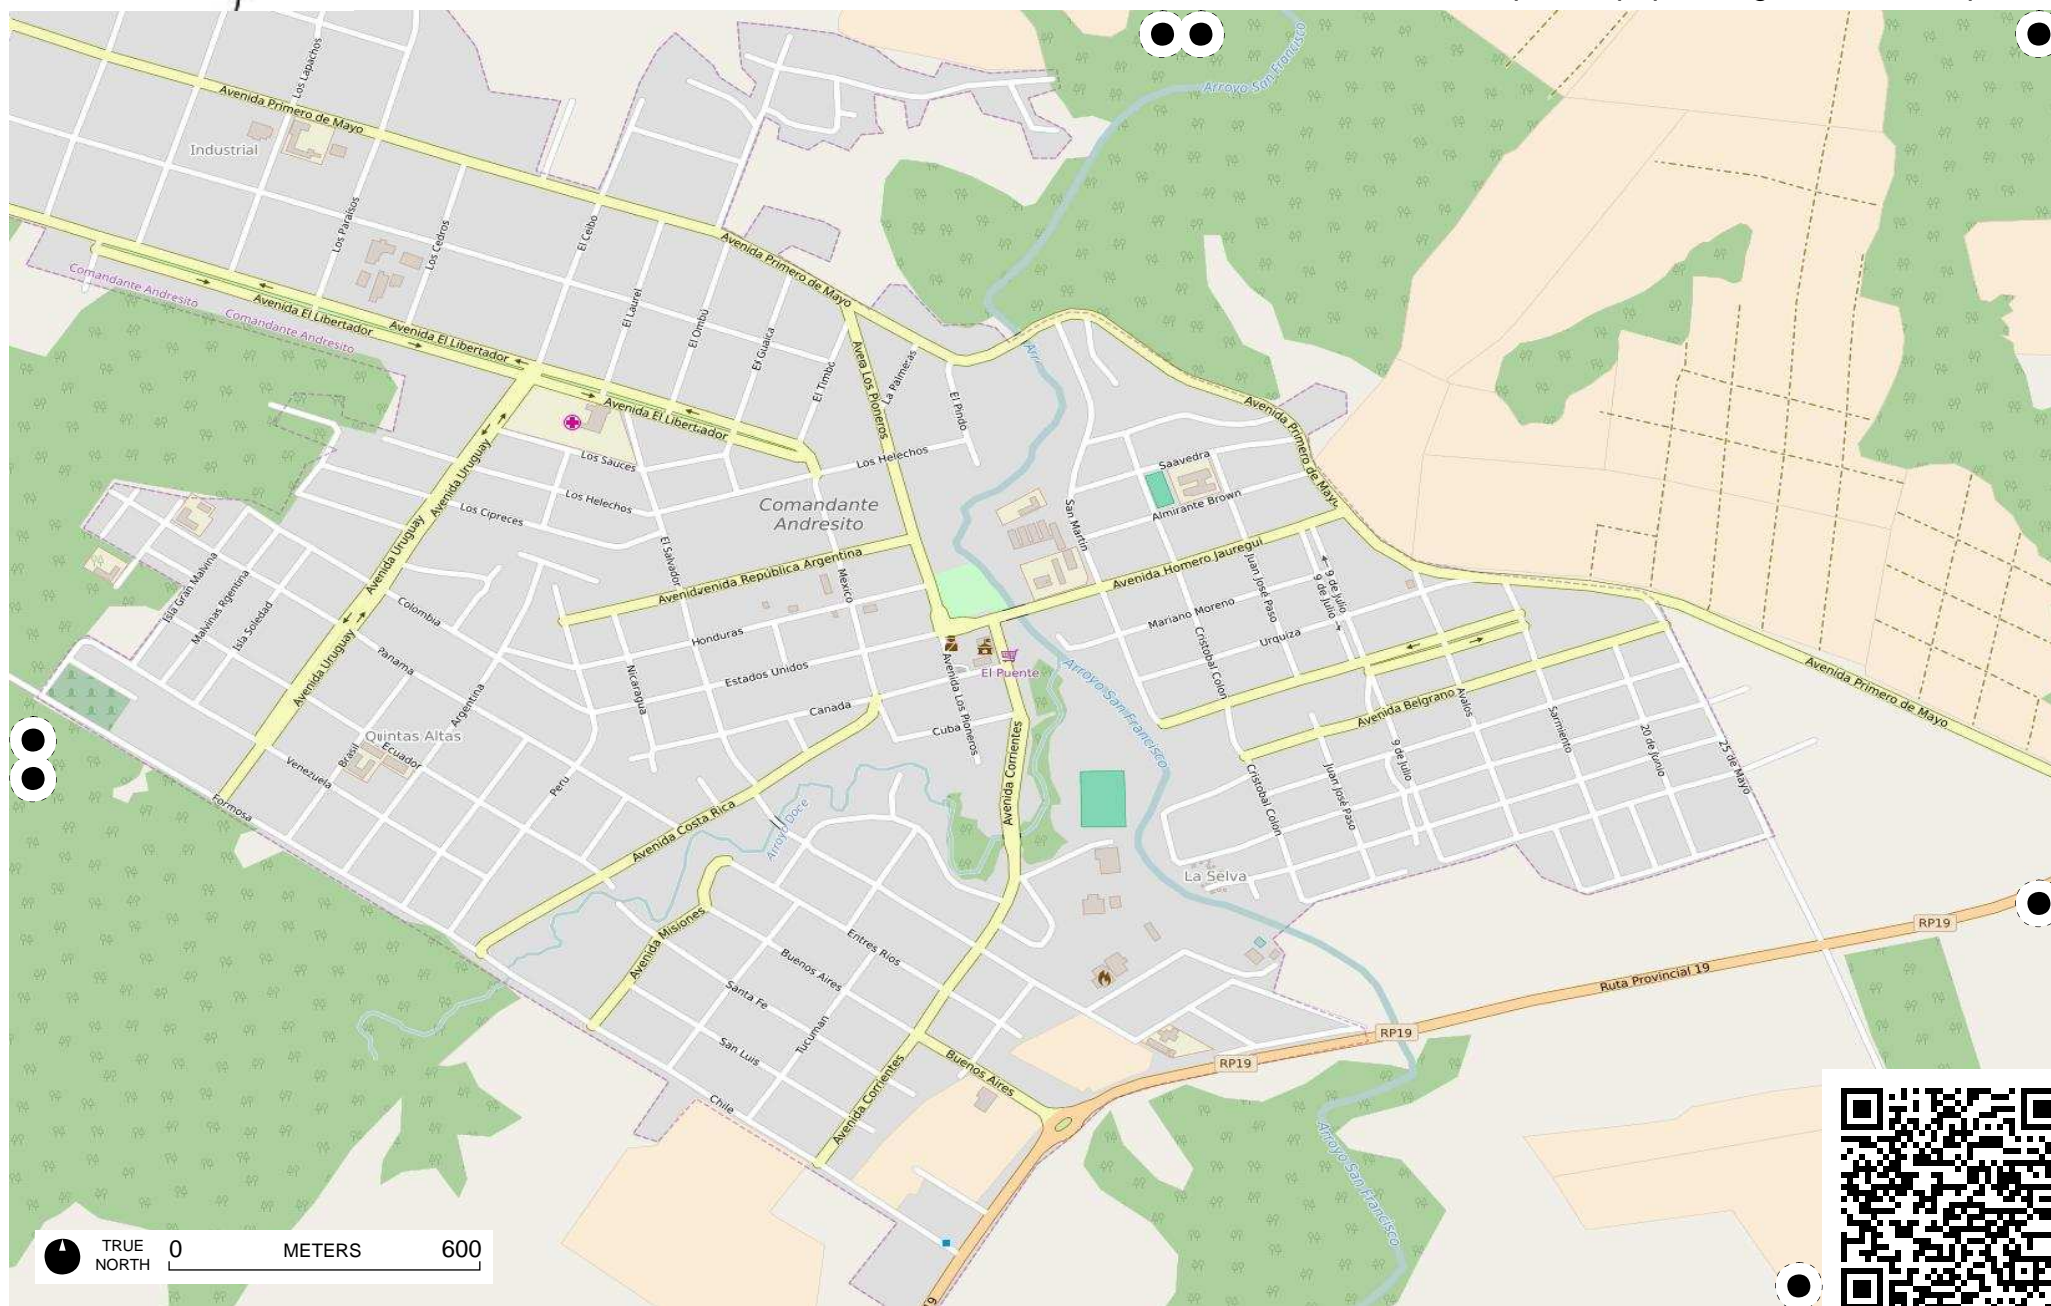 Arroyo San Francisco
Los Lapachos
Avenida Primero de Mayo
Industrial
Los Paraísos
Los Cedros
El Ceibo
Avenida Primero de Mayo
Comandante Andresito
Avenida El Libertador
Comandante Andresito
Avenida El Libertador
El Laurel
El Ombú
El Guaica
El Timbó
Avera Los Pioneros
La Palmeras
El Pindó
Arr
Avenida Primero de Mayo
Avenida El Libertador
Avenida Uruguay
Los Sauces
Los Helechos
Los Helechos
Los Cipreces
Comandante
Andresito
Saavedra
Almirante Brown
San Martin
Avenida Homero Jauregui
Avenida Uruguay
El Salvador
Avenidvenida República Argentina
Mexico
Juan José Paso
9 de Julio
9 de Julio
Isla Gran Malvina
Malvinas Rgentina
Isla Soledad
Colombia
Honduras
Mariano Moreno
Urquiza
Avenida Uruguay
Panama
Nicaragua
Estados Unidos
El Puente
Avenida Los Pioneros
Arroyo San Francisco
Cristobal Colon
Avenida Primero de Mayo
Argentina
Canada
Cuba
Avenida Belgrano
Avalos
Sarmiento
20 de Junio
25 de Mayo
Quintas Altas
Brasil
Ecuador
Venezuela
Peru
Formosa
Avenida Costa Rica
Arroyo Doce
Avenida Corrientes
Cristobal Colon
Juan José Paso
9 de Julio
La Selva
Avenida Misiones
Entres Rios
Buenos Aires
Santa Fe
Tucuman
San Luis
RP19
Ruta Provincial 19
RP19
RP19
Buenos Aires
Avenida Corrientes
Chile
Arroyo San Francisco
TRUE
NORTH
0 METERS 600